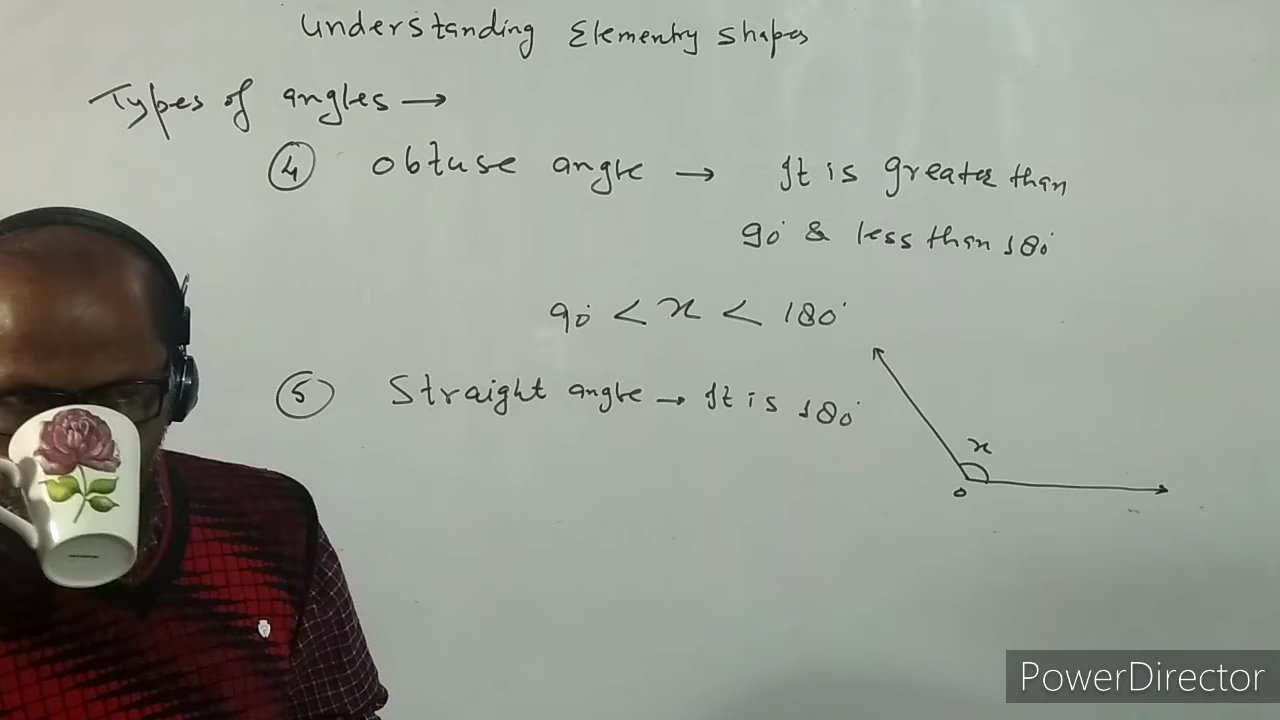 Understanding Elementry shapes
Types of angles →
④ Obtuse angle → It is greater than
90° & less than 180°
90° < x < 180°
⑤ Straight angle → It is 180°
x
o
PowerDirector